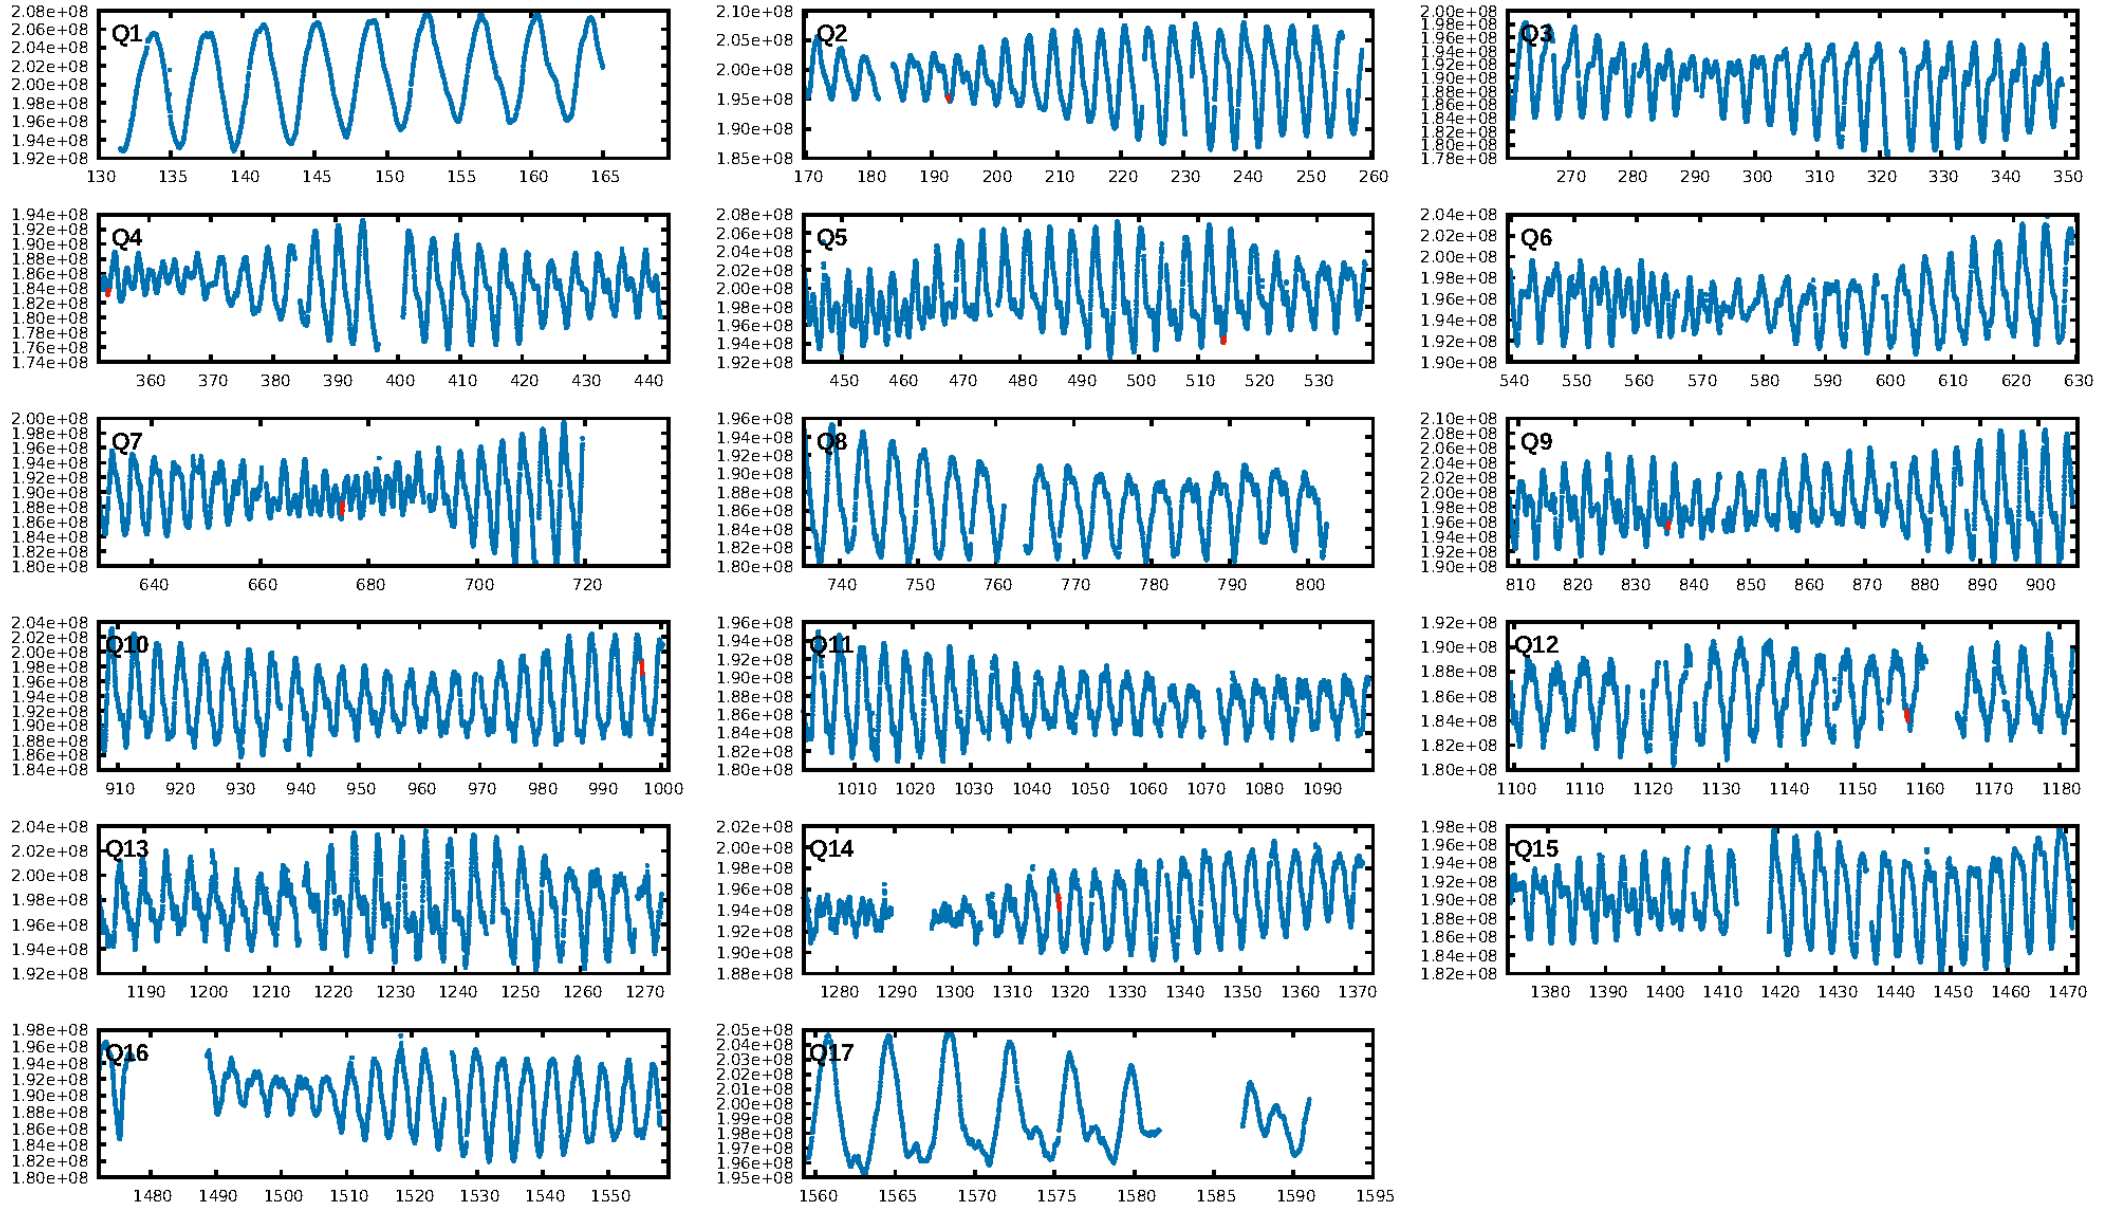 2.08e+08
2.06e+08
2.04e+08
2.02e+08
2.00e+08
1.98e+08
1.96e+08
1.94e+08
1.92e+08
Q1
130 135 140 145 150 155 160 165
2.10e+08
2.05e+08
2.00e+08
1.95e+08
1.90e+08
1.85e+08
Q2
170 180 190 200 210 220 230 240 250 260
2.00e+08
1.98e+08
1.96e+08
1.94e+08
1.92e+08
1.90e+08
1.88e+08
1.86e+08
1.84e+08
1.82e+08
1.80e+08
1.78e+08
Q3
270 280 290 300 310 320 330 340 350
1.94e+08
1.92e+08
1.90e+08
1.88e+08
1.86e+08
1.84e+08
1.82e+08
1.80e+08
1.78e+08
1.76e+08
1.74e+08
Q4
360 370 380 390 400 410 420 430 440
2.08e+08
2.06e+08
2.04e+08
2.02e+08
2.00e+08
1.98e+08
1.96e+08
1.94e+08
1.92e+08
Q5
450 460 470 480 490 500 510 520 530
2.04e+08
2.02e+08
2.00e+08
1.98e+08
1.96e+08
1.94e+08
1.92e+08
1.90e+08
Q6
540 550 560 570 580 590 600 610 620 630
2.00e+08
1.98e+08
1.96e+08
1.94e+08
1.92e+08
1.90e+08
1.88e+08
1.86e+08
1.84e+08
1.82e+08
1.80e+08
Q7
640 660 680 700 720
1.96e+08
1.94e+08
1.92e+08
1.90e+08
1.88e+08
1.86e+08
1.84e+08
1.82e+08
1.80e+08
Q8
740 750 760 770 780 790 800
2.10e+08
2.08e+08
2.06e+08
2.04e+08
2.02e+08
2.00e+08
1.98e+08
1.96e+08
1.94e+08
1.92e+08
1.90e+08
Q9
810 820 830 840 850 860 870 880 890 900
2.04e+08
2.02e+08
2.00e+08
1.98e+08
1.96e+08
1.94e+08
1.92e+08
1.90e+08
1.88e+08
1.86e+08
1.84e+08
Q10
910 920 930 940 950 960 970 980 990 1000
1.96e+08
1.94e+08
1.92e+08
1.90e+08
1.88e+08
1.86e+08
1.84e+08
1.82e+08
1.80e+08
Q11
1010 1020 1030 1040 1050 1060 1070 1080 1090
1.92e+08
1.90e+08
1.88e+08
1.86e+08
1.84e+08
1.82e+08
1.80e+08
Q12
1100 1110 1120 1130 1140 1150 1160 1170 1180
2.04e+08
2.02e+08
2.00e+08
1.98e+08
1.96e+08
1.94e+08
1.92e+08
Q13
1190 1200 1210 1220 1230 1240 1250 1260 1270
2.02e+08
2.00e+08
1.98e+08
1.96e+08
1.94e+08
1.92e+08
1.90e+08
1.88e+08
Q14
1280 1290 1300 1310 1320 1330 1340 1350 1360 1370
1.98e+08
1.96e+08
1.94e+08
1.92e+08
1.90e+08
1.88e+08
1.86e+08
1.84e+08
1.82e+08
Q15
1380 1390 1400 1410 1420 1430 1440 1450 1460 1470
1.98e+08
1.96e+08
1.94e+08
1.92e+08
1.90e+08
1.88e+08
1.86e+08
1.84e+08
1.82e+08
1.80e+08
Q16
1480 1490 1500 1510 1520 1530 1540 1550
2.05e+08
2.04e+08
2.03e+08
2.02e+08
2.01e+08
2.00e+08
1.99e+08
1.98e+08
1.97e+08
1.96e+08
1.95e+08
Q17
1560 1565 1570 1575 1580 1585 1590 1595